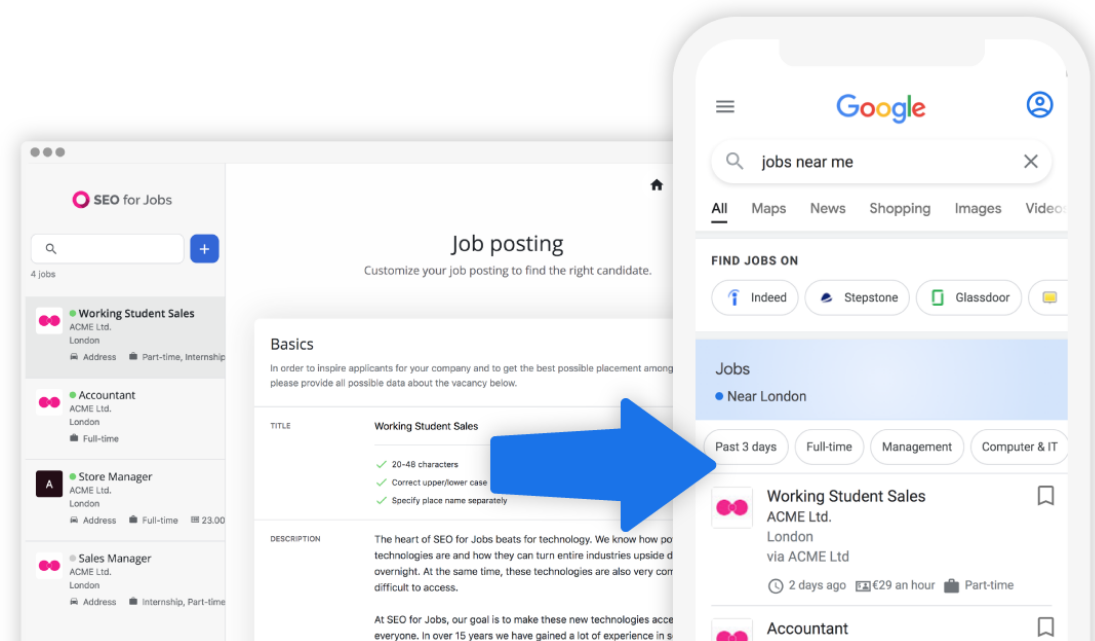 SEO for Jobs
4 jobs
Working Student Sales
ACME Ltd.
London
Address Part-time, Internship
Accountant
ACME Ltd.
London
Full-time
A
Store Manager
ACME Ltd.
London
Address Full-time 23.00
Sales Manager
ACME Ltd.
London
Address Internship, Part-time
Job posting
Customize your job posting to find the right candidate.
Basics
In order to inspire applicants for your company and to get the best possible placement among
please provide all possible data about the vacancy below.
TITLE
Working Student Sales
20-48 characters
Correct upper/lower case
Specify place name separately
DESCRIPTION
The heart of SEO for Jobs beats for technology. We know how po
technologies are and how they can turn entire industries upside d
overnight. At the same time, these technologies are also very com
difficult to access.
At SEO for Jobs, our goal is to make these new technologies acce
everyone. In over 15 years we have gained a lot of experience in s
Google
jobs near me
All Maps News Shopping Images Videos
FIND JOBS ON
Indeed Stepstone Glassdoor
Jobs
Near London
Past 3 days Full-time Management Computer & IT
Working Student Sales
ACME Ltd.
London
via ACME Ltd
2 days ago €29 an hour Part-time
Accountant